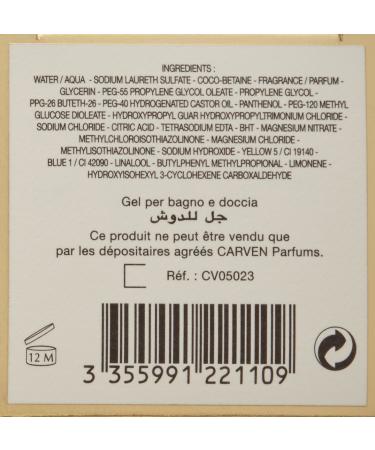 INGREDIENTS :
WATER / AQUA - SODIUM LAURETH SULFATE - COCO-BETAINE - FRAGRANCE / PARFUM -
GLYCERIN - PEG-55 PROPYLENE GLYCOL OLEATE - PROPYLENE GLYCOL -
PPG-26 BUTETH-26 - PEG-40 HYDROGENATED CASTOR OIL - PANTHENOL - PEG-120 METHYL
GLUCOSE DIOLEATE - HYDROXYPROPYL GUAR HYDROXYPROPYLTRIMONIUM CHLORIDE -
SODIUM CHLORIDE - CITRIC ACID - TETRASODIUM EDTA - BHT - MAGNESIUM NITRATE -
METHYLCHLOROISOTHIAZOLINONE - MAGNESIUM CHLORIDE -
METHYLISOTHIAZOLINONE - SODIUM HYDROXIDE - YELLOW 5 / CI 19140 -
BLUE 1 / CI 42090 - LINALOOL - BUTYLPHENYL METHYLPROPIONAL - LIMONENE -
HYDROXYISOHEXYL 3-CYCLOHEXENE CARBOXALDEHYDE
Gel per bagno e doccia
جل للدوش
Ce produit ne peut être vendu que
par les dépositaires agréés CARVEN Parfums.
Réf. : CV05023
12 M
3 355991 221109